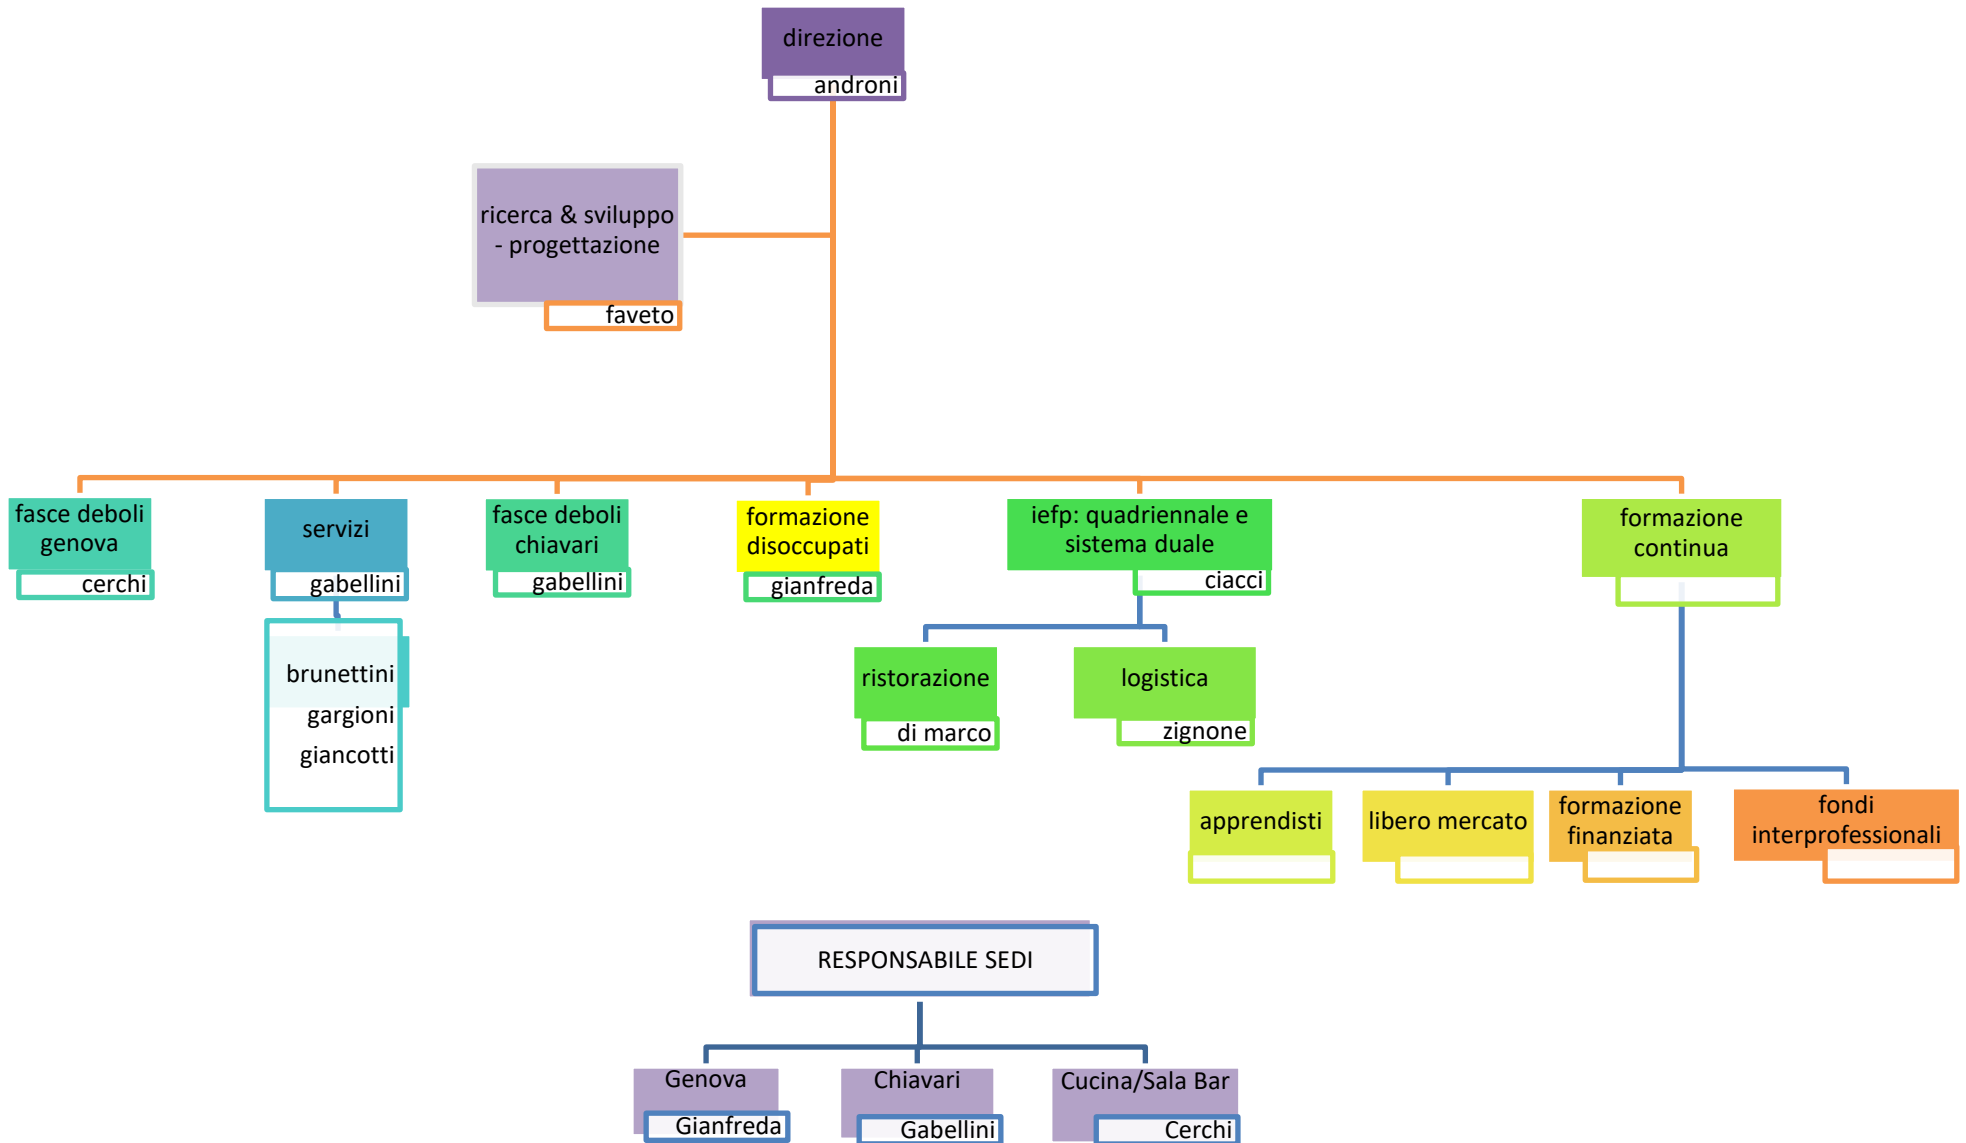 direzione
androni
ricerca & sviluppo
- progettazione
faveto
fasce deboli
genova
cerchi
servizi
gabellini
brunettini
gargioni
giancotti
fasce deboli
chiavari
gabellini
formazione
disoccupati
gianfreda
iefp: quadriennale e
sistema duale
ciacci
ristorazione
di marco
logistica
zignone
formazione
continua
apprendisti
libero mercato
formazione
finanziata
fondi
interprofessionali
RESPONSABILE SEDI
Genova
Gianfreda
Chiavari
Gabellini
Cucina/Sala Bar
Cerchi